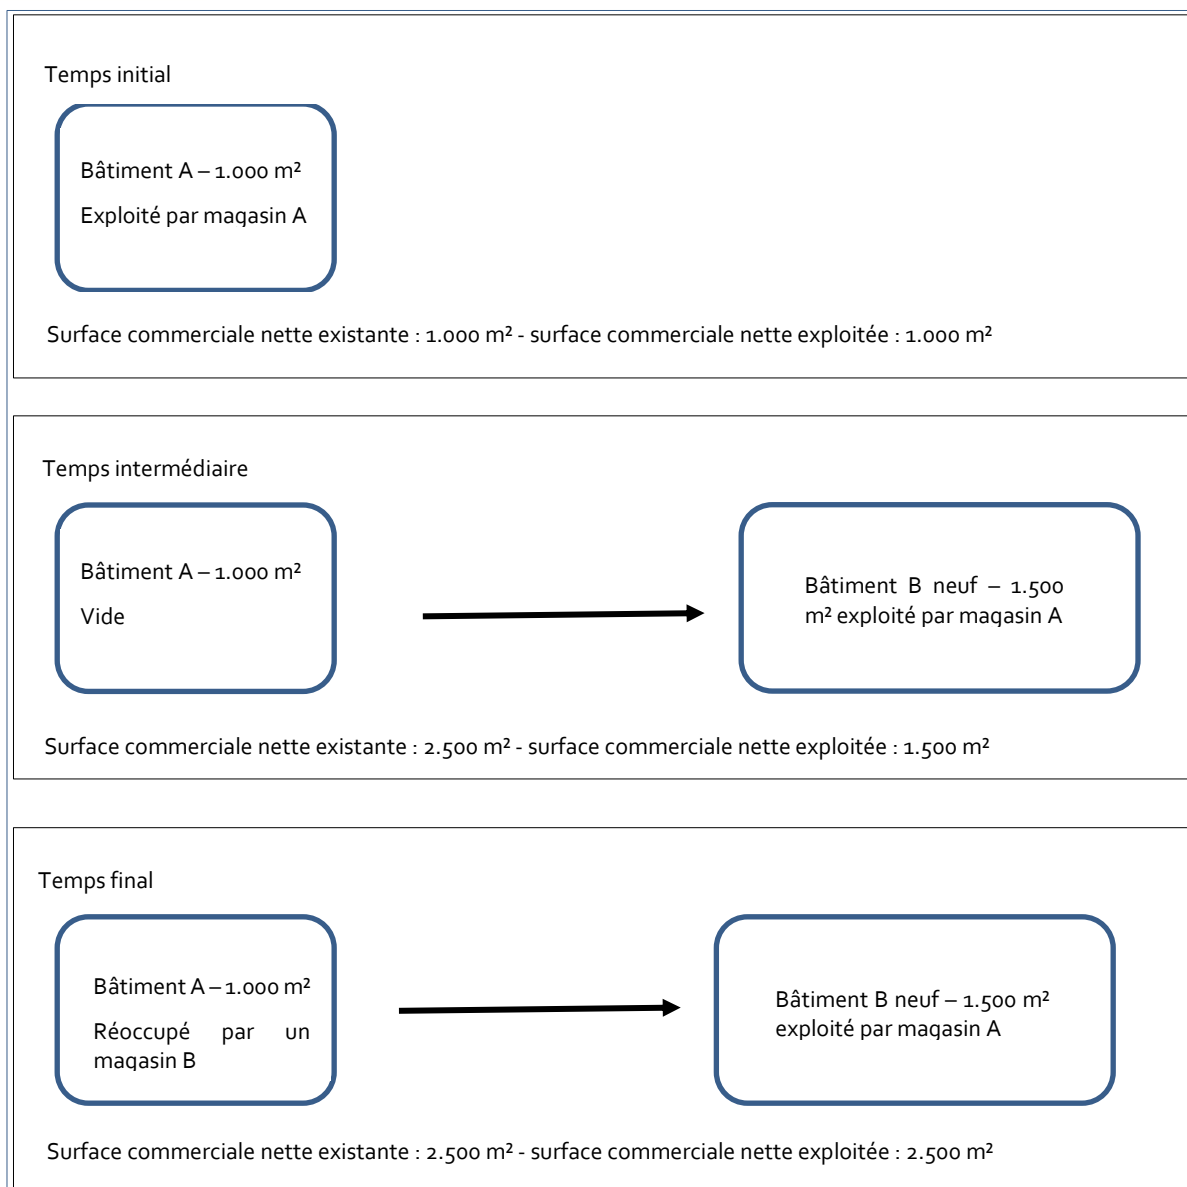 Temps initial
Bâtiment A – 1.000 m²
Exploité par magasin A
Surface commerciale nette existante : 1.000 m² - surface commerciale nette exploitée : 1.000 m²
Temps intermédiaire
Bâtiment A – 1.000 m²
Vide
Bâtiment B neuf – 1.500
m² exploité par magasin A
Surface commerciale nette existante : 2.500 m² - surface commerciale nette exploitée : 1.500 m²
Temps final
Bâtiment A – 1.000 m²
Réoccupé par un
magasin B
Bâtiment B neuf – 1.500 m²
exploité par magasin A
Surface commerciale nette existante : 2.500 m² - surface commerciale nette exploitée : 2.500 m²